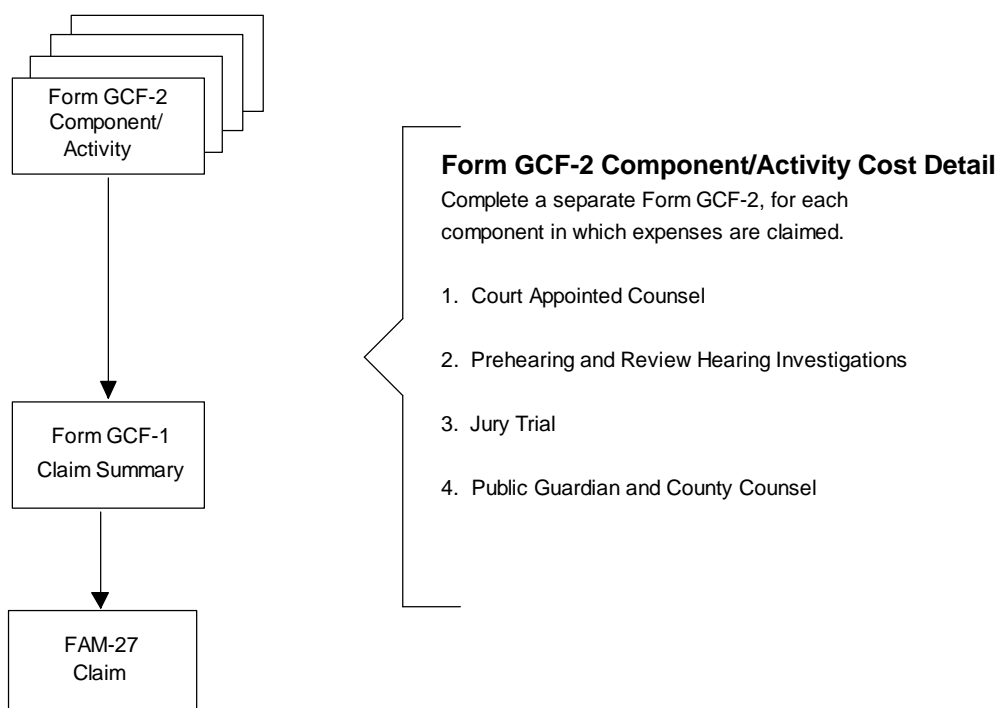 Form GCF-2
Component/
Activity
Form GCF-2 Component/Activity Cost Detail
Complete a separate Form GCF-2, for each
component in which expenses are claimed.
1. Court Appointed Counsel
2. Prehearing and Review Hearing Investigations
3. Jury Trial
4. Public Guardian and County Counsel
Form GCF-1
Claim Summary
FAM-27
Claim